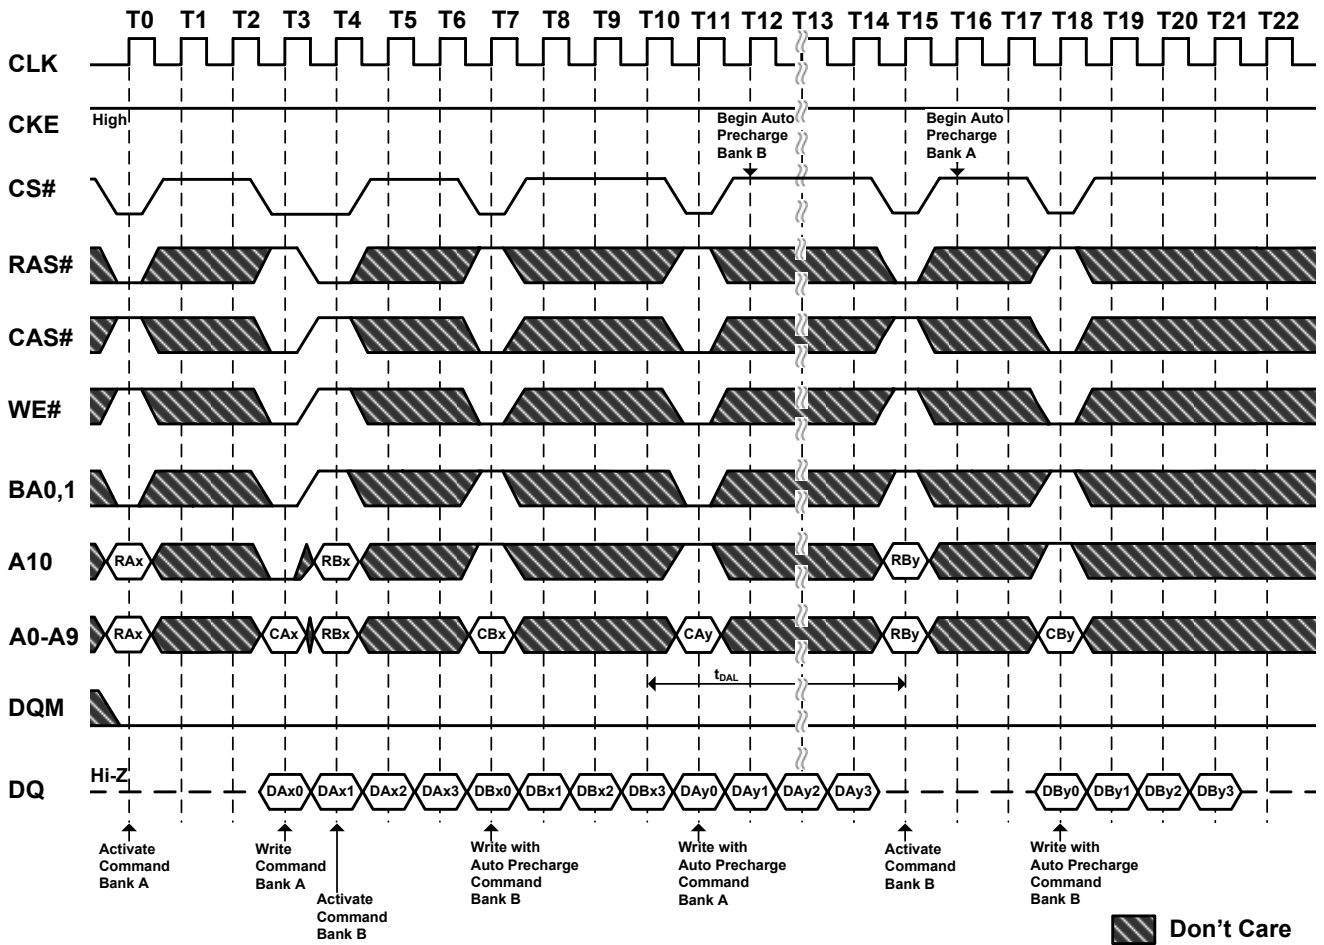 T0 T1 T2 T3 T4 T5 T6 T7 T8 T9 T10 T11 T12 T13 T14 T15 T16 T17 T18 T19 T20 T21 T22
CLK
CKE
High
Begin Auto
Precharge
Bank B
Begin Auto
Precharge
Bank A
CS#
RAS#
CAS#
WE#
BA0,1
A10
RAx RBx RBy
A0-A9
RAx CAx RBx CBx CAy RBy CBy
tDAL
DQM
DQ
Hi-Z
DAx0 DAx1 DAx2 DAx3 DBx0 DBx1 DBx2 DBx3 DAy0 DAy1 DAy2 DAy3 DBy0 DBy1 DBy2 DBy3
Activate
Command
Bank A
Write
Command
Bank A
Activate
Command
Bank B
Write with
Auto Precharge
Command
Bank B
Write with
Auto Precharge
Command
Bank A
Activate
Command
Bank B
Write with
Auto Precharge
Command
Bank B
Don't Care